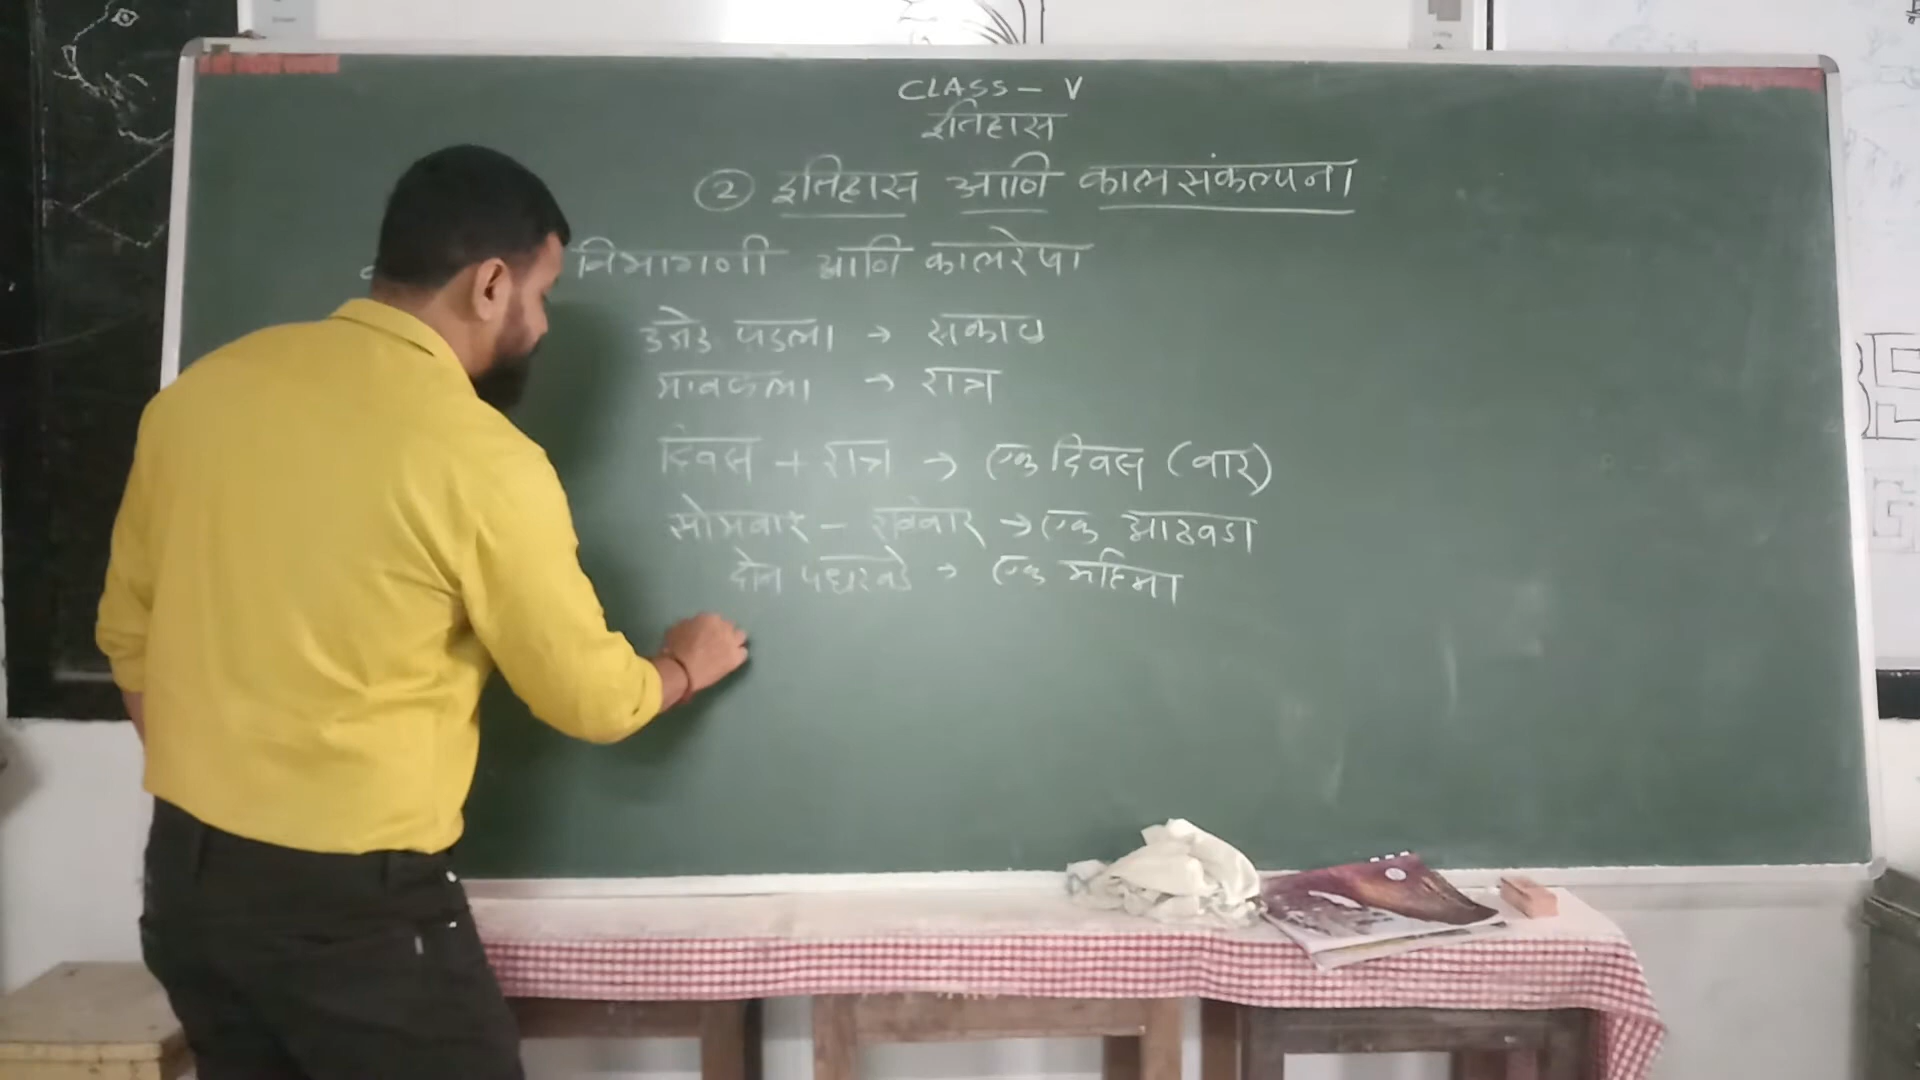 CLASS - V
इतिहास
② इतिहास आणि कालसंकल्पना
विभागणी आणि कालरेषा
उजेड पडला → सकाळ
मावळला → रात्र
दिवस + रात्र → एक दिवस (वार)
सोमवार - रविवार → एक आठवडा
दोन पंधरवडे → एक महिना